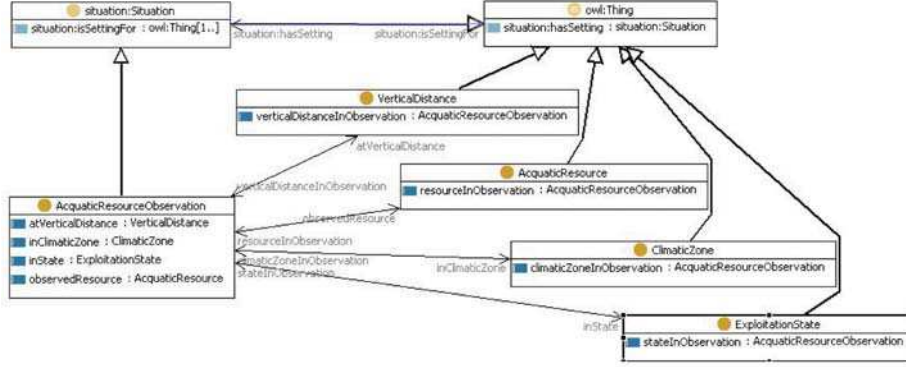 situation:Situation
situation:isSettingFor : owl:Thing[1..]
owl:Thing
situation:hasSetting : situation:Situation
situation:hasSetting
situation:isSettingFor
VerticalDistance
verticalDistanceInObservation : AcquaticResourceObservation
atVerticalDistance
verticalDistanceInObservation
AcquaticResource
resourceInObservation : AcquaticResourceObservation
AcquaticResourceObservation
atVerticalDistance : VerticalDistance
inClimaticZone : ClimaticZone
inState : ExploitationState
observedResource : AcquaticResource
observedResource
resourceInObservation
climaticZoneInObservation
stateInObservation
inClimaticZone
ClimaticZone
climaticZoneInObservation : AcquaticResourceObservation
inState
ExploitationState
stateInObservation : AcquaticResourceObservation